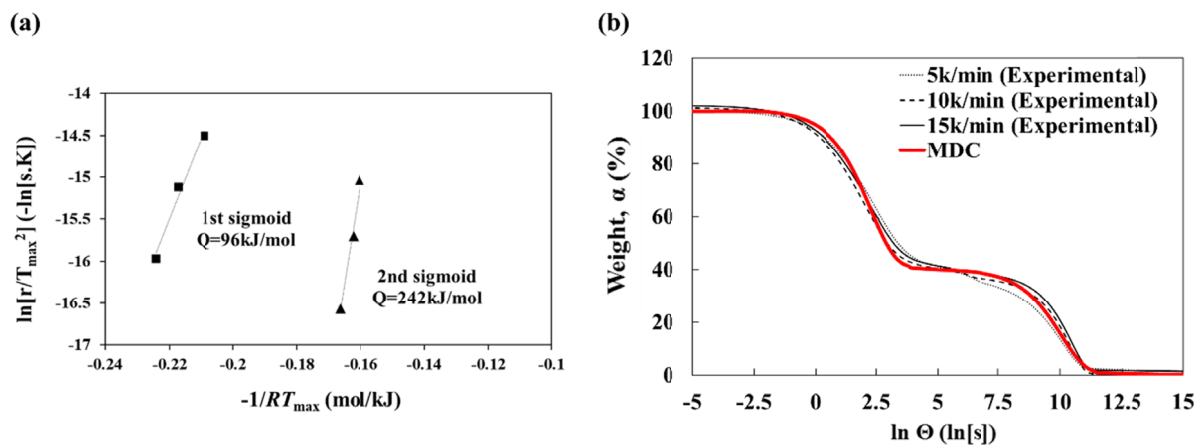 (a)
-14
-14.5
-15
-15.5
-16
-16.5
-17
-0.24
-0.22
-0.2
-0.18
-0.16
-0.14
-0.12
-0.1
ln[r/Tmax²] (-ln[s.K])
-1/RTmax (mol/kJ)
1st sigmoid
Q=96kJ/mol
2nd sigmoid
Q=242kJ/mol
(b)
120
100
80
60
40
20
0
-5
-2.5
0
2.5
5
7.5
10
12.5
15
Weight, α (%)
ln Θ (ln[s])
5k/min (Experimental)
10k/min (Experimental)
15k/min (Experimental)
MDC